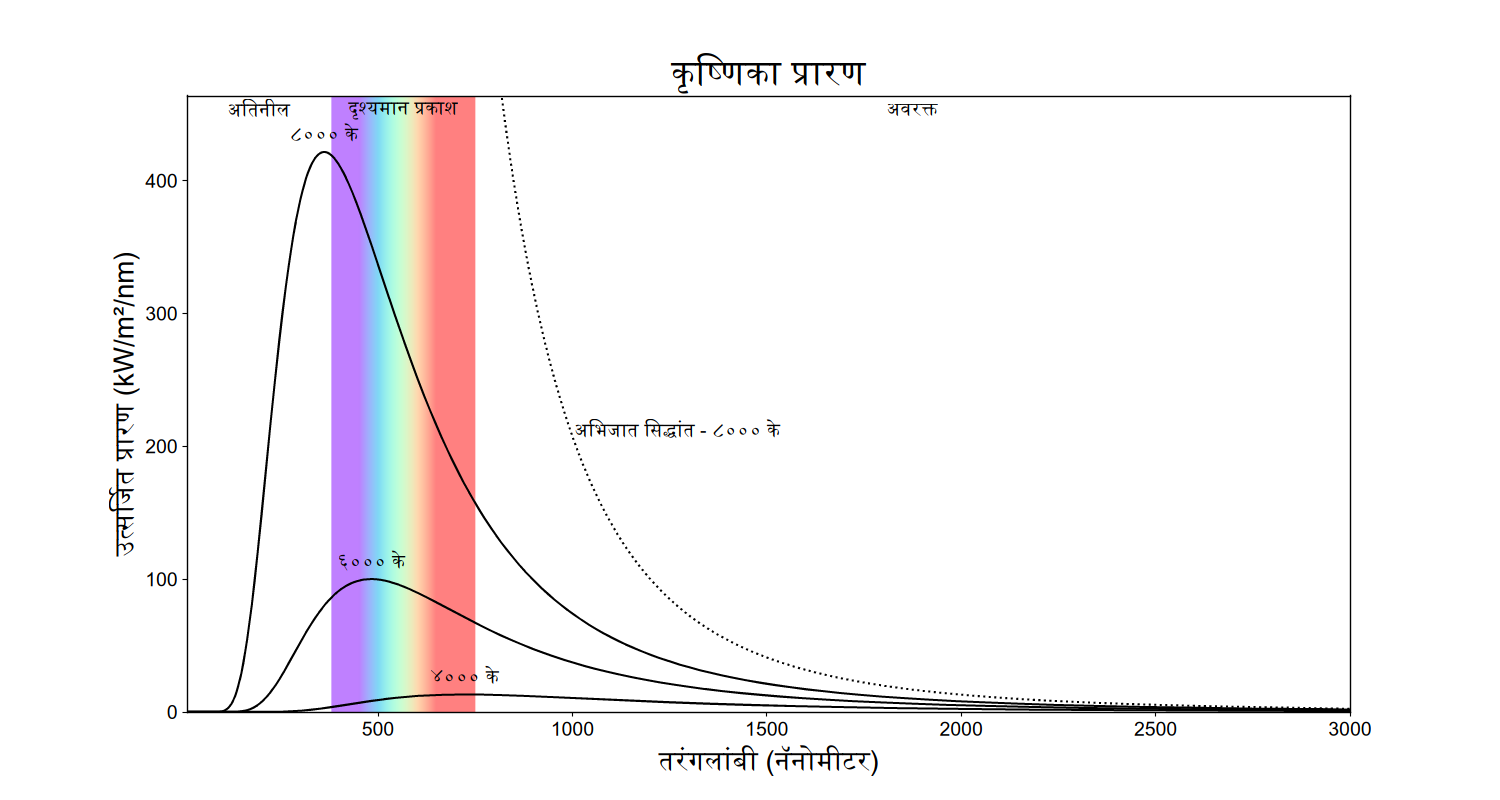 कृष्णिका प्रारण
अतिनील
दृश्यमान प्रकाश
अवरक्त
८००० के
400
300
अभिजात सिद्धांत - ८००० के
200
६००० के
100
४००० के
0
500
1000
1500
2000
2500
3000
तरंगलांबी (नॅनोमीटर)
उत्सर्जित प्रारण (kW/m²/nm)